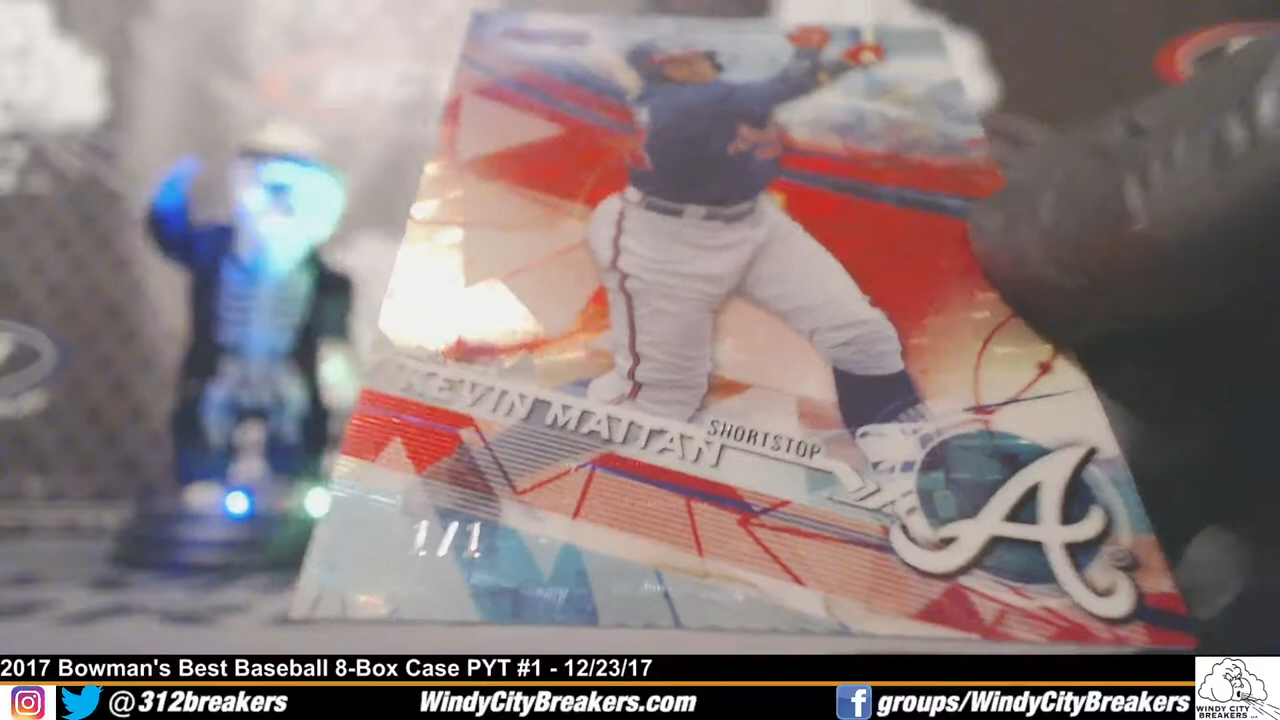 KEVIN MAITAN
SHORTSTOP
A
1/1
2017 Bowman's Best Baseball 8-Box Case PYT #1 - 12/23/17
@312breakers
WindyCityBreakers.com
f groups/WindyCityBreakers
WINDY CITY
BREAKERS LLC